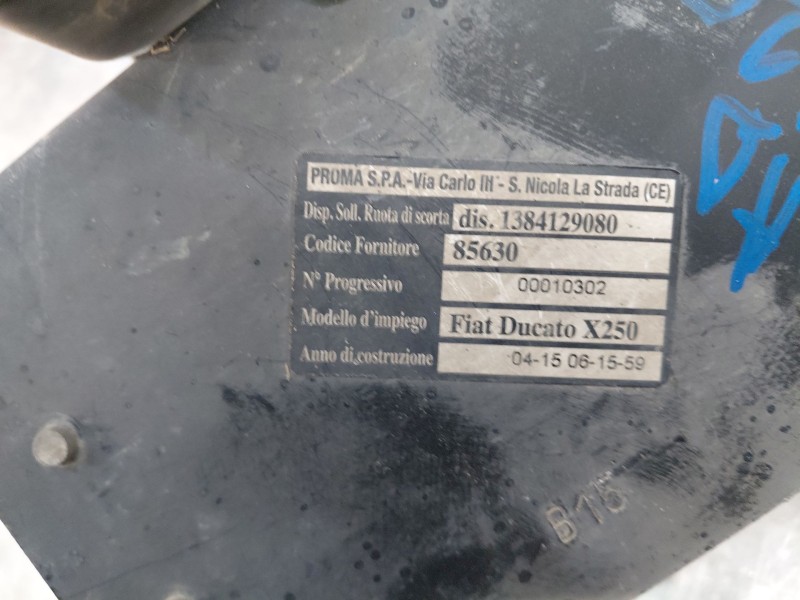 PROMA S.P.A.-Via Carlo III - S. Nicola La Strada (CE)
Disp. Soll. Ruota di scorta dis. 1384129080
Codice Fornitore 85630
N° Progressivo 00010302
Modello d'impiego Fiat Ducato X250
Anno di costruzione 04-15 06-15-59
B15